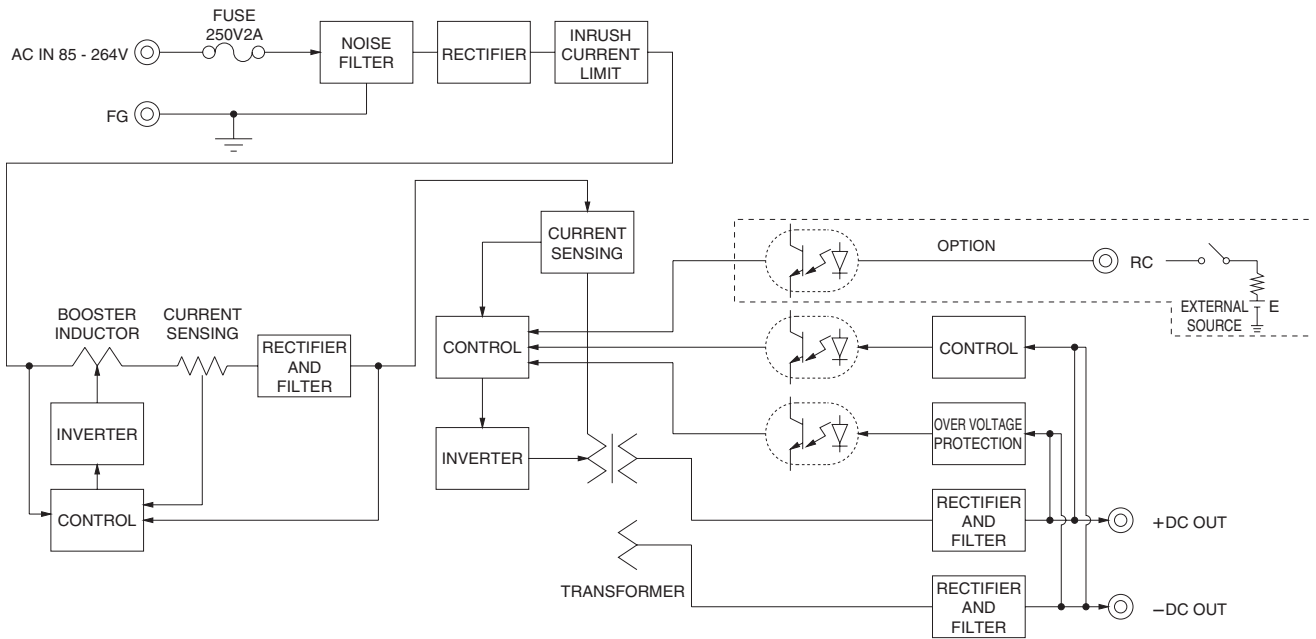 FUSE
250V2A
AC IN 85 - 264V
NOISE
FILTER
RECTIFIER
INRUSH
CURRENT
LIMIT
FG
CURRENT
SENSING
OPTION
RC
EXTERNAL
SOURCE
E
BOOSTER
INDUCTOR
CURRENT
SENSING
RECTIFIER
AND
FILTER
CONTROL
CONTROL
INVERTER
INVERTER
OVER VOLTAGE
PROTECTION
CONTROL
RECTIFIER
AND
FILTER
+DC OUT
TRANSFORMER
RECTIFIER
AND
FILTER
−DC OUT